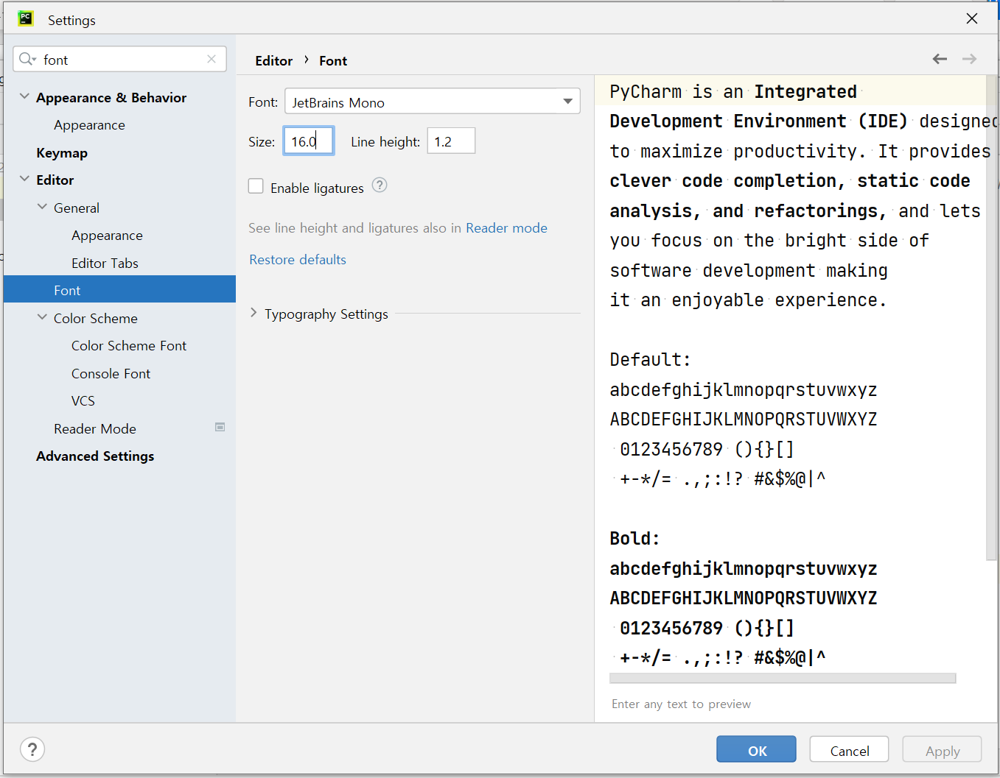 PC
Settings
font
Editor › Font
Appearance & Behavior
Appearance
Keymap
Editor
General
Appearance
Editor Tabs
Font
Color Scheme
Color Scheme Font
Console Font
VCS
Reader Mode
Advanced Settings
Font: JetBrains Mono
Size: 16.0 Line height: 1.2
Enable ligatures ?
See line height and ligatures also in Reader mode
Restore defaults
Typography Settings
PyCharm is an Integrated
Development Environment (IDE) designed
to maximize productivity. It provides
clever code completion, static code
analysis, and refactorings, and lets
you focus on the bright side of
software development making
it an enjoyable experience.
Default:
abcdefghijklmnopqrstuvwxyz
ABCDEFGHIJKLMNOPQRSTUVWXYZ
0123456789 (){}[]
+-*/= .,;:!? #&$%@|^
Bold:
abcdefghijklmnopqrstuvwxyz
ABCDEFGHIJKLMNOPQRSTUVWXYZ
0123456789 (){}[]
+-*/= .,;:!? #&$%@|^
Enter any text to preview
? OK Cancel Apply